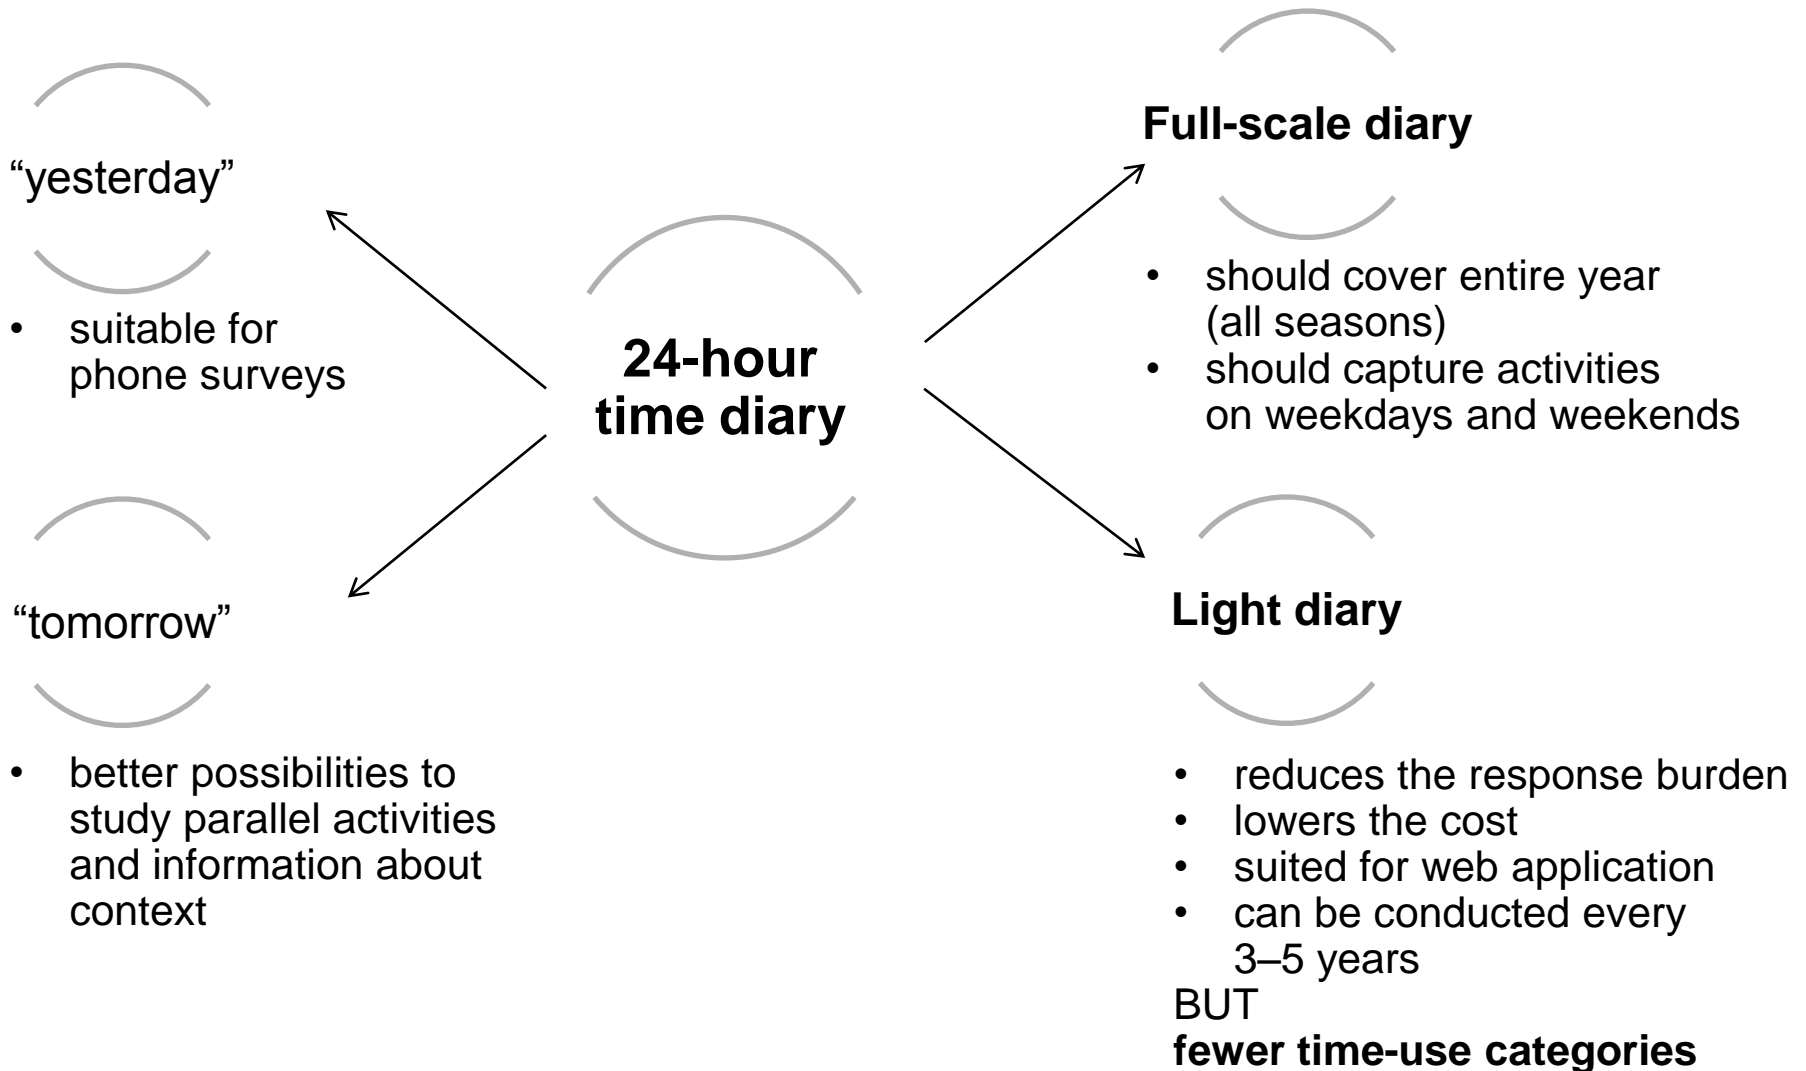 “yesterday”
• suitable for
phone surveys
24-hour
time diary
“tomorrow”
• better possibilities to
study parallel activities
and information about
context
Full-scale diary
• should cover entire year
(all seasons)
• should capture activities
on weekdays and weekends
Light diary
• reduces the response burden
• lowers the cost
• suited for web application
• can be conducted every
3–5 years
BUT
fewer time-use categories